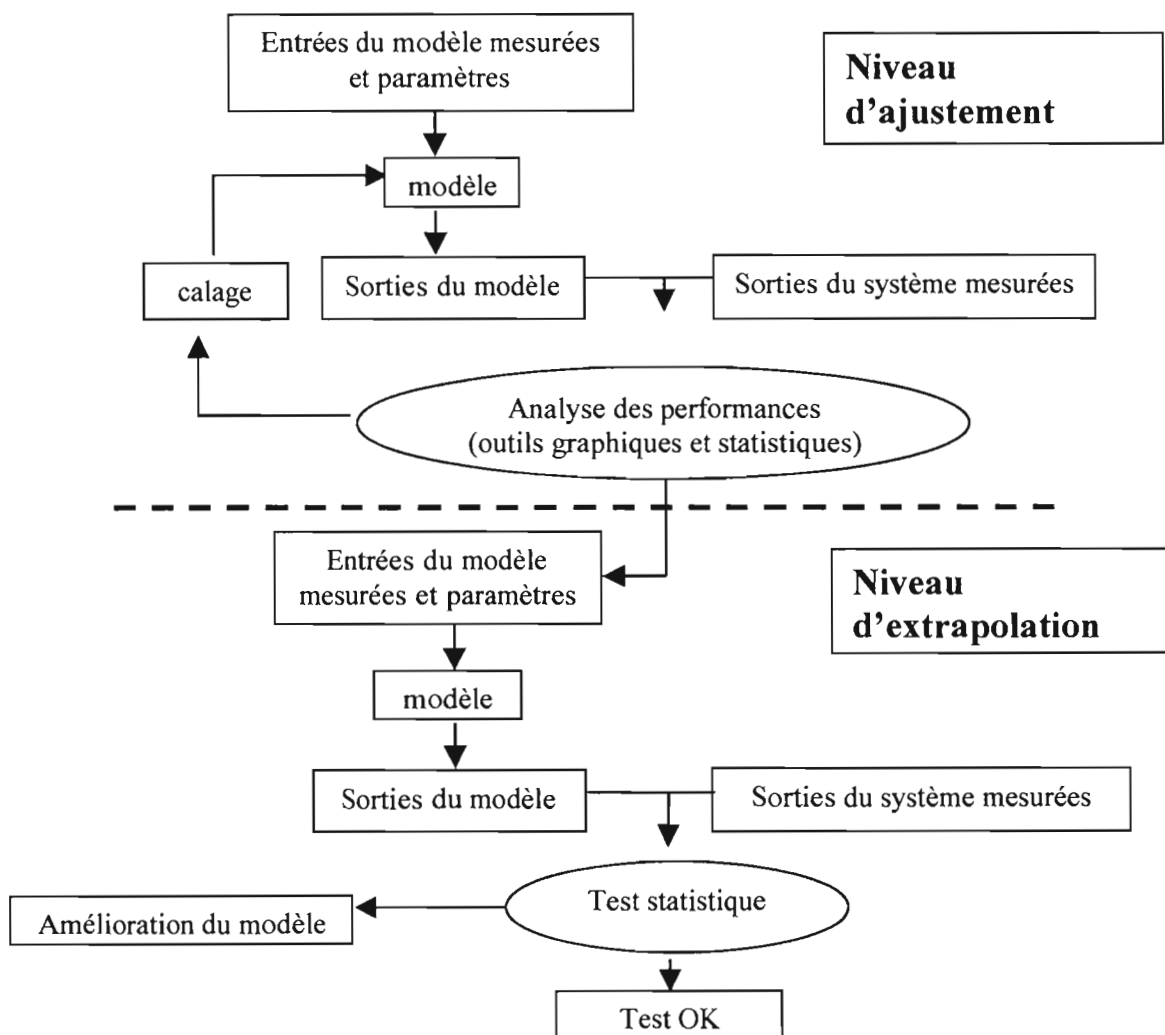 Entrées du modèle mesurées
et paramètres
Niveau
d'ajustement
modèle
calage
Sorties du modèle
Sorties du système mesurées
Analyse des performances
(outils graphiques et statistiques)
Entrées du modèle
mesurées et paramètres
Niveau
d'extrapolation
modèle
Sorties du modèle
Sorties du système mesurées
Test statistique
Amélioration du modèle
Test OK